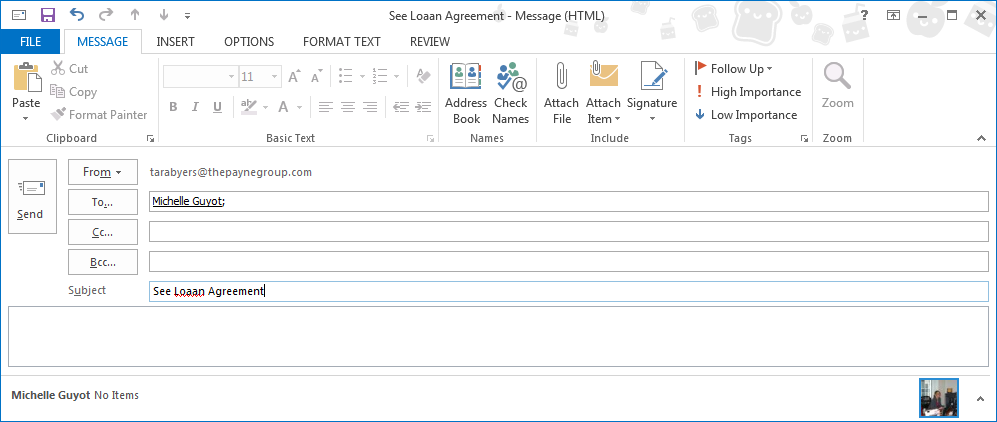 See Loaan Agreement - Message (HTML)
?
FILE MESSAGE INSERT OPTIONS FORMAT TEXT REVIEW
Paste
Cut
Copy
Format Painter
Clipboard
11 A A
B I U ab A
Basic Text
Address Book
Check Names
Names
Attach File
Attach Item
Signature
Include
Follow Up
High Importance
Low Importance
Tags
Zoom
Zoom
Send
From tarabyers@thepaynegroup.com
To... Michelle Guyot;
Cc...
Bcc...
Subject See Loaan Agreement
Michelle Guyot No Items